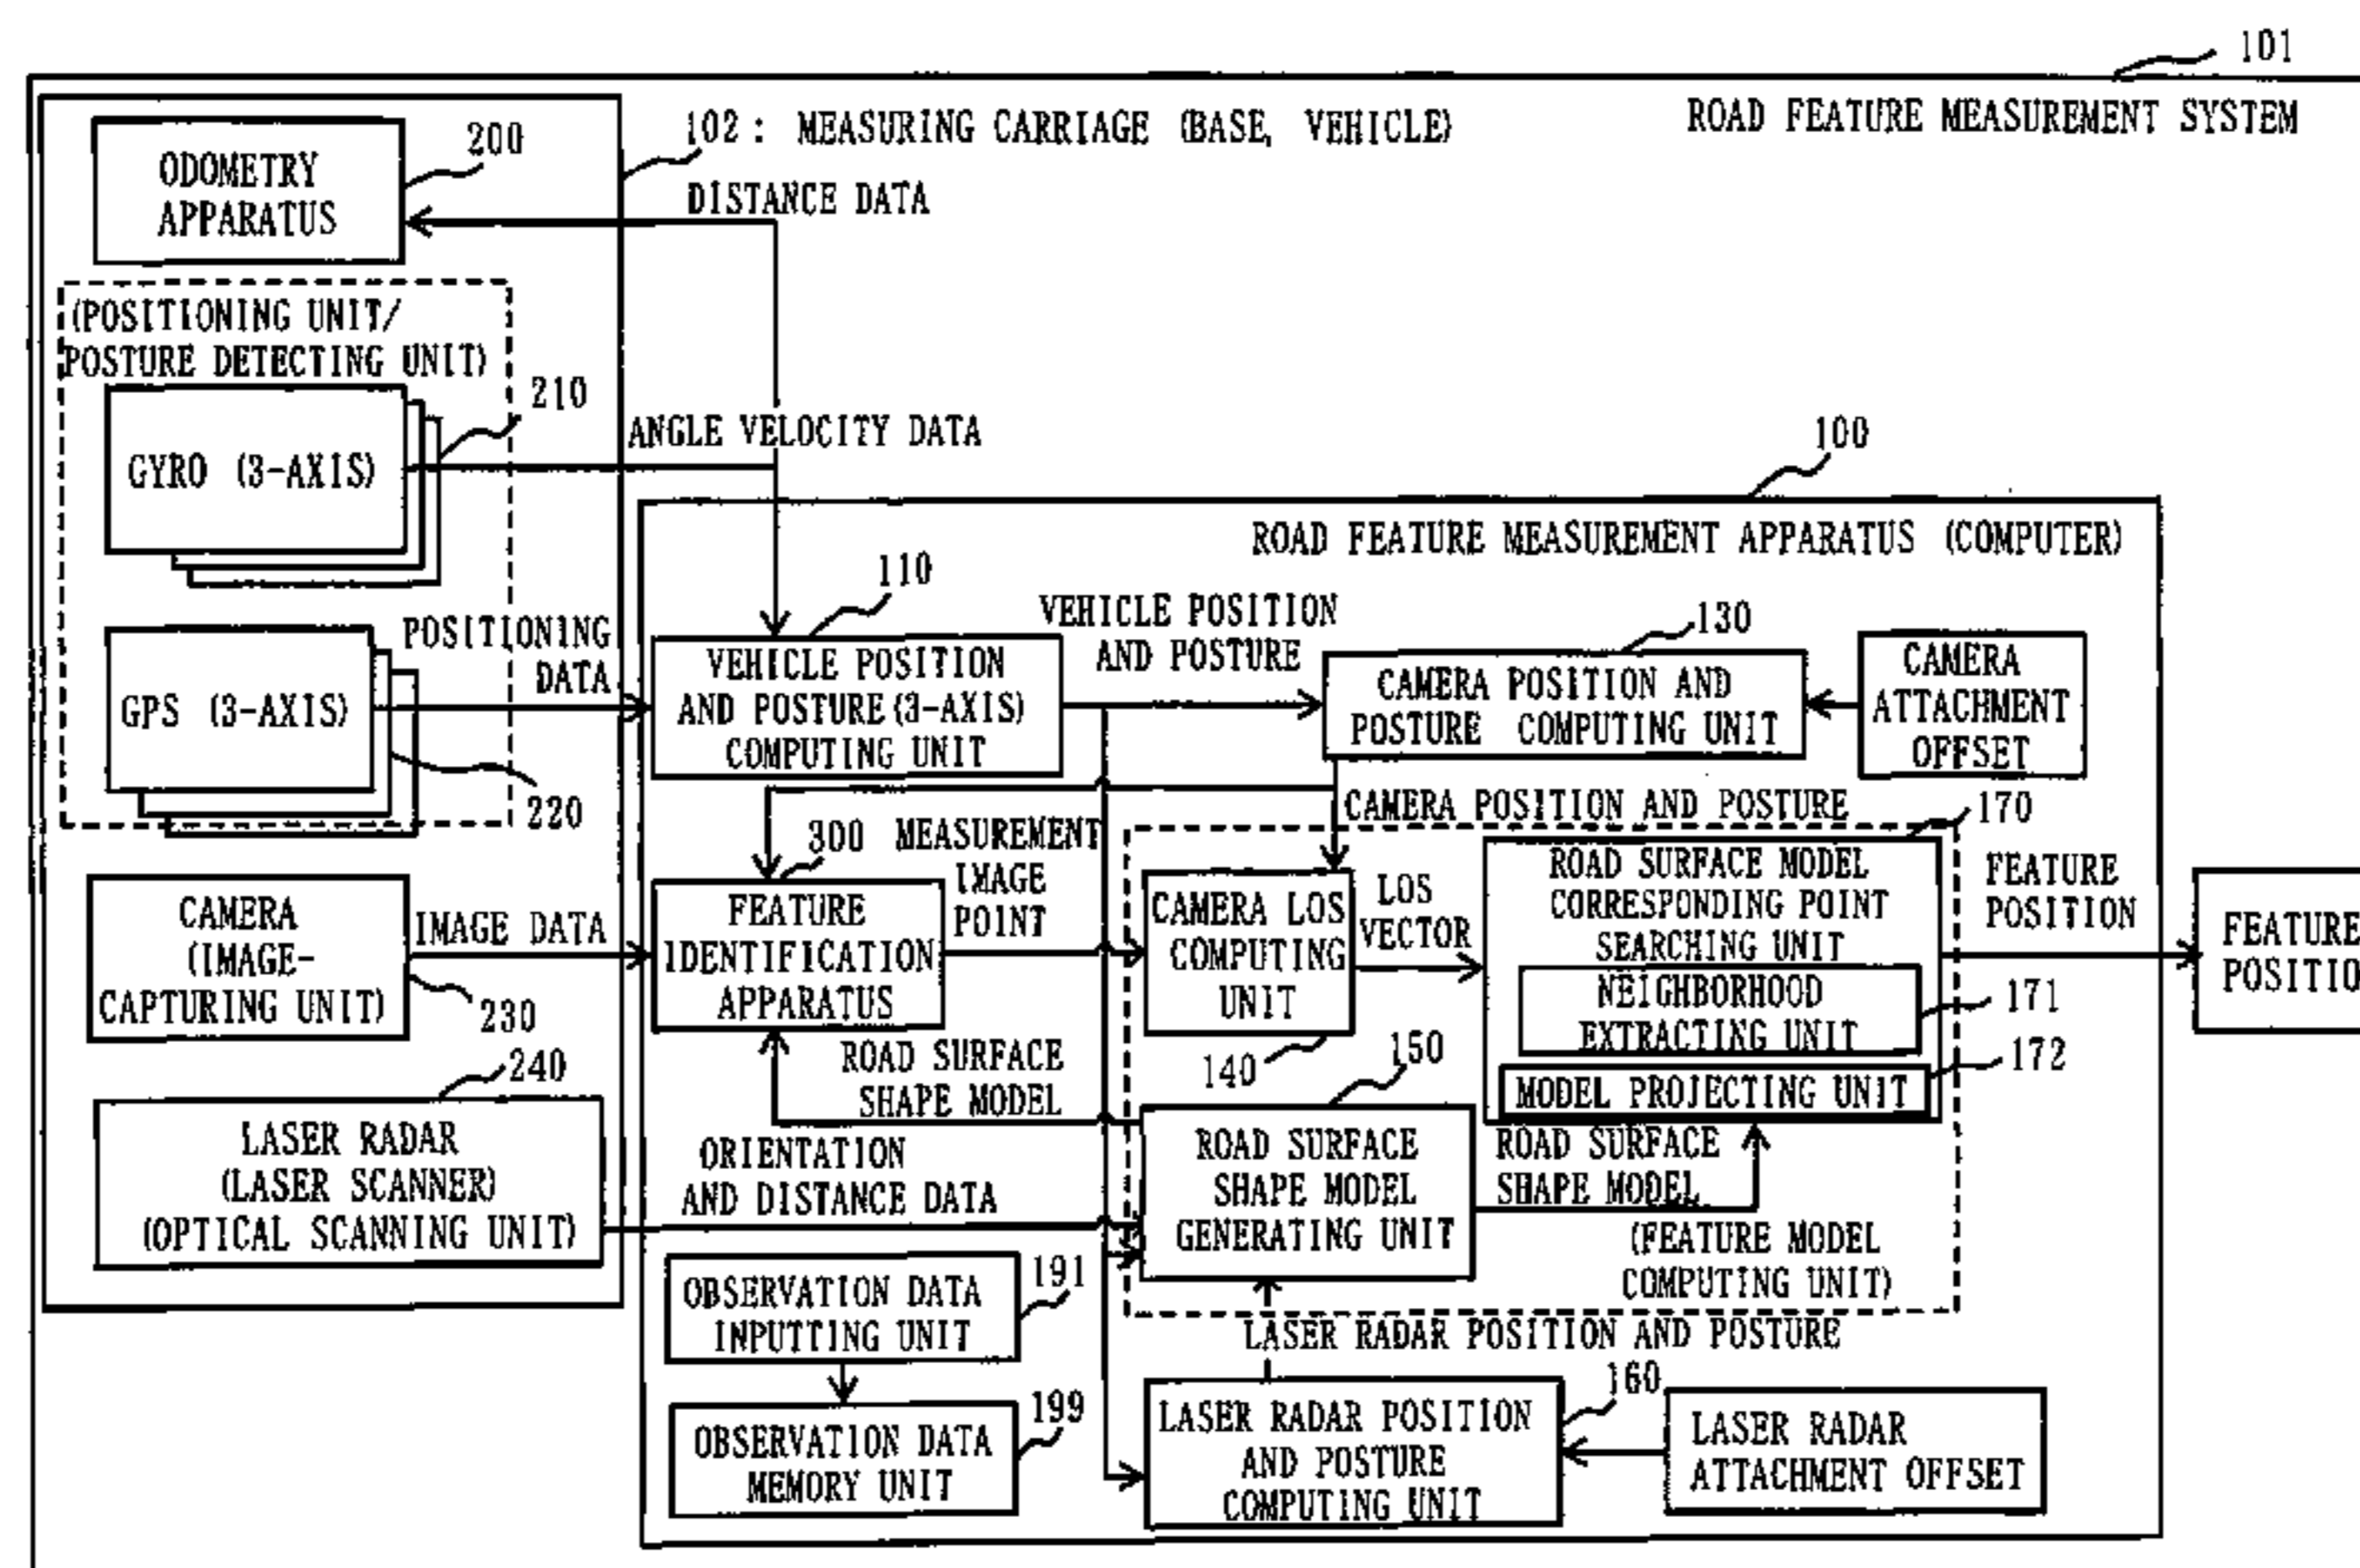 101
ROAD FEATURE MEASUREMENT SYSTEM
102: MEASURING CARRIAGE (BASE, VEHICLE)
200
ODOMETRY
APPARATUS
DISTANCE DATA
(POSITIONING UNIT/
POSTURE DETECTING UNIT)
210
GYRO (3-AXIS)
ANGLE VELOCITY DATA
100
ROAD FEATURE MEASUREMENT APPARATUS (COMPUTER)
GPS (3-AXIS)
220
POSITIONING
DATA
110
VEHICLE POSITION
AND POSTURE (3-AXIS)
COMPUTING UNIT
VEHICLE POSITION
AND POSTURE
130
CAMERA POSITION AND
POSTURE COMPUTING UNIT
CAMERA
ATTACHMENT
OFFSET
CAMERA POSITION AND POSTURE
CAMERA
(IMAGE-
CAPTURING UNIT)
230
IMAGE DATA
300
FEATURE
IDENTIFICATION
APPARATUS
MEASUREMENT
IMAGE
POINT
CAMERA LOS
COMPUTING
UNIT
140
LOS
VECTOR
170
ROAD SURFACE MODEL
CORRESPONDING POINT
SEARCHING UNIT
NEIGHBORHOOD
EXTRACTING UNIT
171
MODEL PROJECTING UNIT
172
FEATURE
POSITION
FEATURE
POSITIO
240
LASER RADAR
(LASER SCANNER)
(OPTICAL SCANNING UNIT)
ROAD SURFACE
SHAPE MODEL
ORIENTATION
AND DISTANCE DATA
150
ROAD SURFACE
SHAPE MODEL
GENERATING UNIT
ROAD SURFACE
SHAPE MODEL
(FEATURE MODEL
COMPUTING UNIT)
191
OBSERVATION DATA
INPUTTING UNIT
199
OBSERVATION DATA
MEMORY UNIT
LASER RADAR POSITION AND POSTURE
160
LASER RADAR POSITION
AND POSTURE
COMPUTING UNIT
LASER RADAR
ATTACHMENT OFFSET